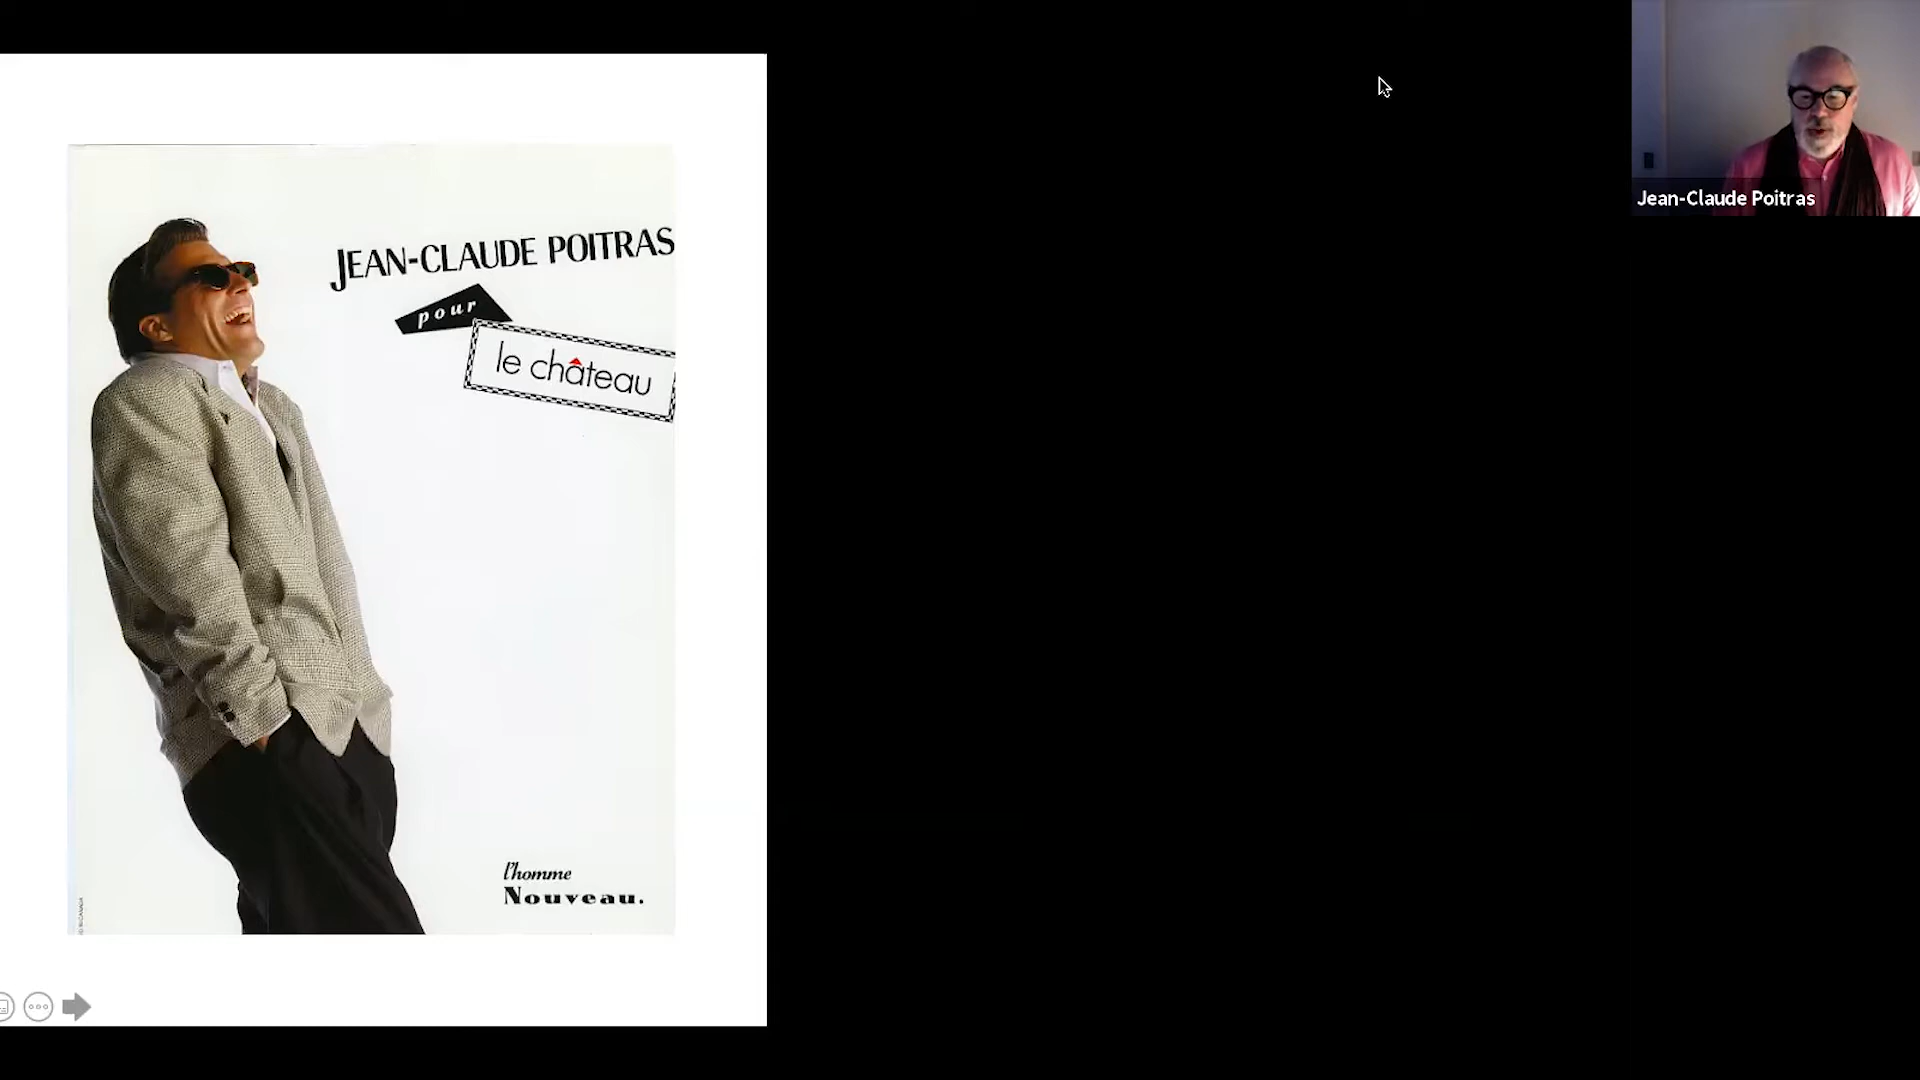 JEAN-CLAUDE POITRAS
pour
le château
l'homme
Nouveau.
Jean-Claude Poitras